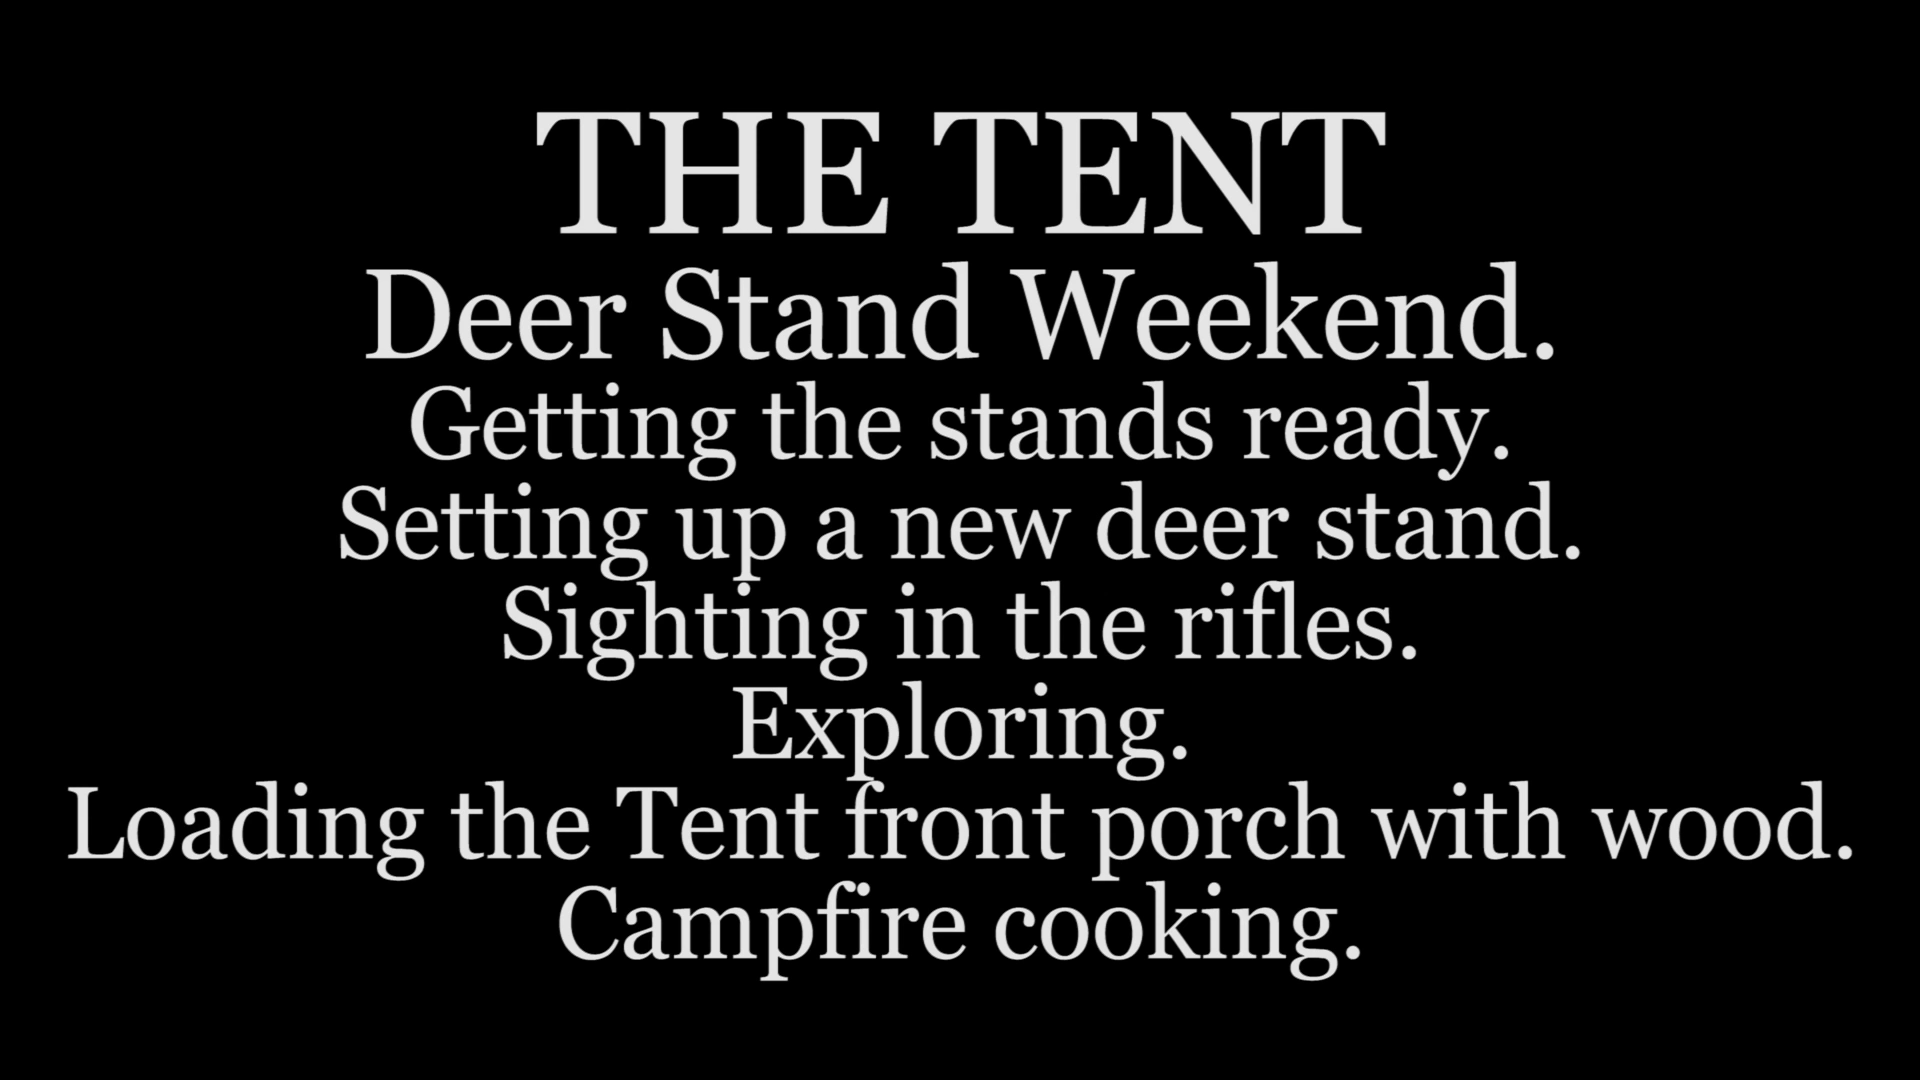 THE TENT
Deer Stand Weekend.
Getting the stands ready.
Setting up a new deer stand.
Sighting in the rifles.
Exploring.
Loading the Tent front porch with wood.
Campfire cooking.